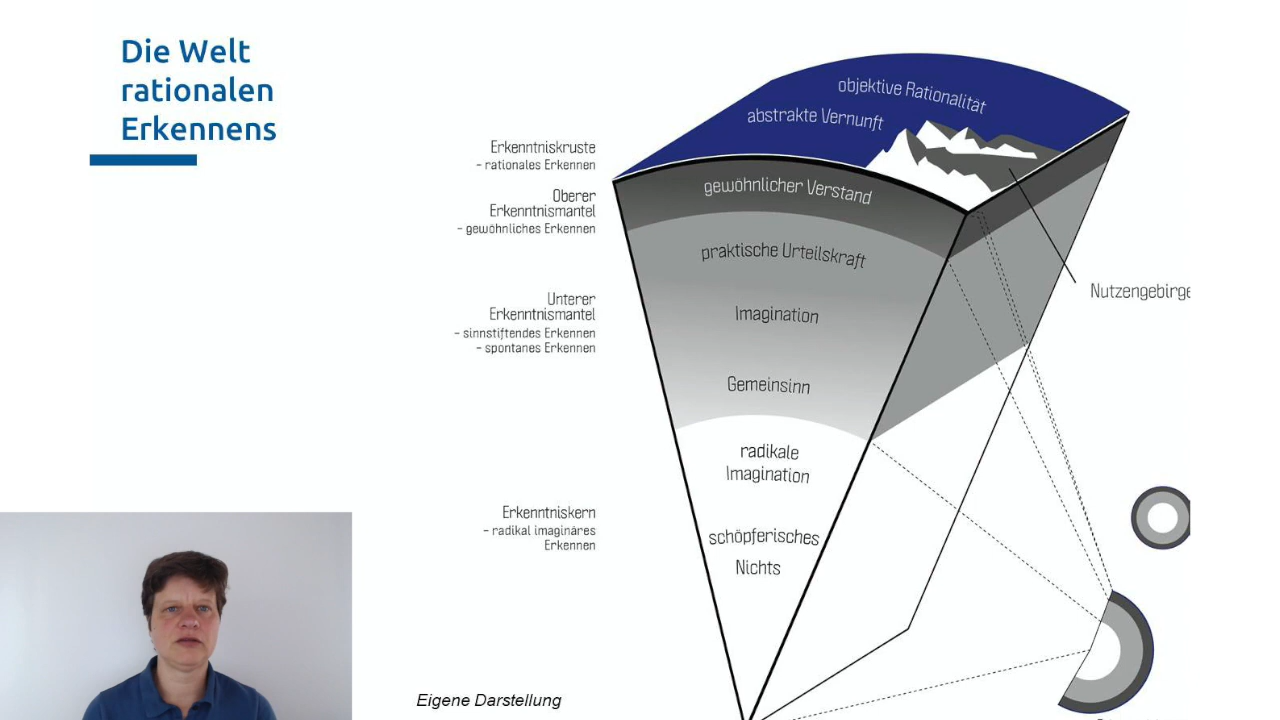 Die Welt
rationalen
Erkennens
objektive Rationalität
abstrakte Vernunft
Erkenntniskruste
- rationales Erkennen
gewöhnlicher Verstand
Oberer
Erkenntnismantel
- gewöhnliches Erkennen
praktische Urteilskraft
Nutzengebirge
Unterer
Erkenntnismantel
- sinnstiftendes Erkennen
- spontanes Erkennen
Imagination
Gemeinsinn
radikale
Imagination
Erkenntniskern
- radikal imaginäres
Erkennen
schöpferisches
Nichts
Eigene Darstellung